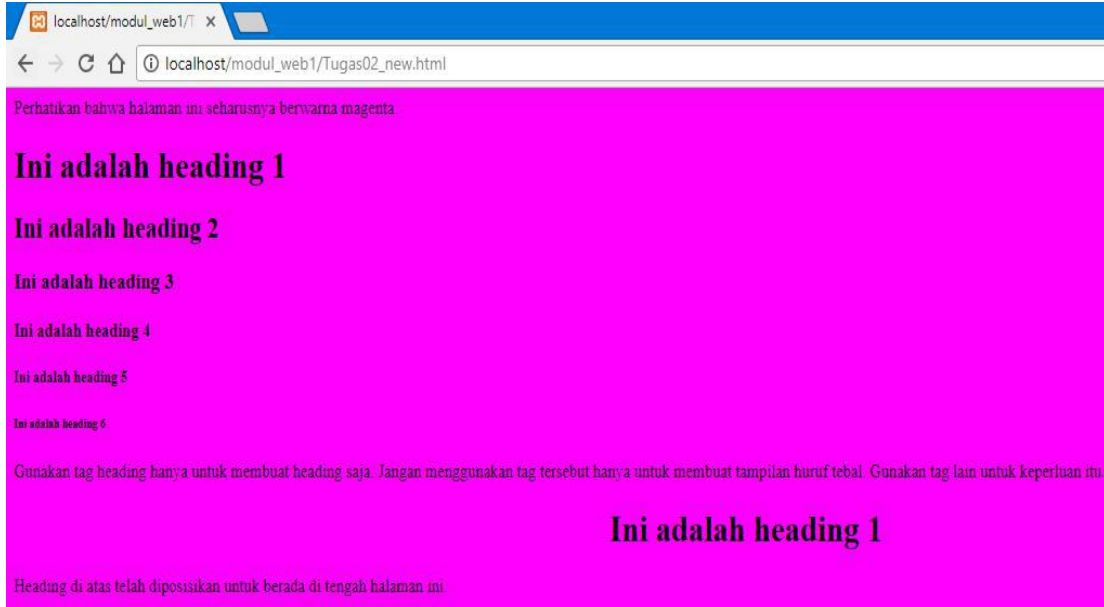 localhost/modul_web1/T
localhost/modul_web1/Tugas02_new.html
Perhatikan bahwa halaman ini seharusnya berwarna magenta.
Ini adalah heading 1
Ini adalah heading 2
Ini adalah heading 3
Ini adalah heading 4
Ini adalah heading 5
Ini adalah heading 6
Gunakan tag heading hanya untuk membuat heading saja. Jangan menggunakan tag tersebut hanya untuk membuat tampilan huruf tebal. Gunakan tag lain untuk keperluan itu.
Ini adalah heading 1
Heading di atas telah diposisikan untuk berada di tengah halaman ini.